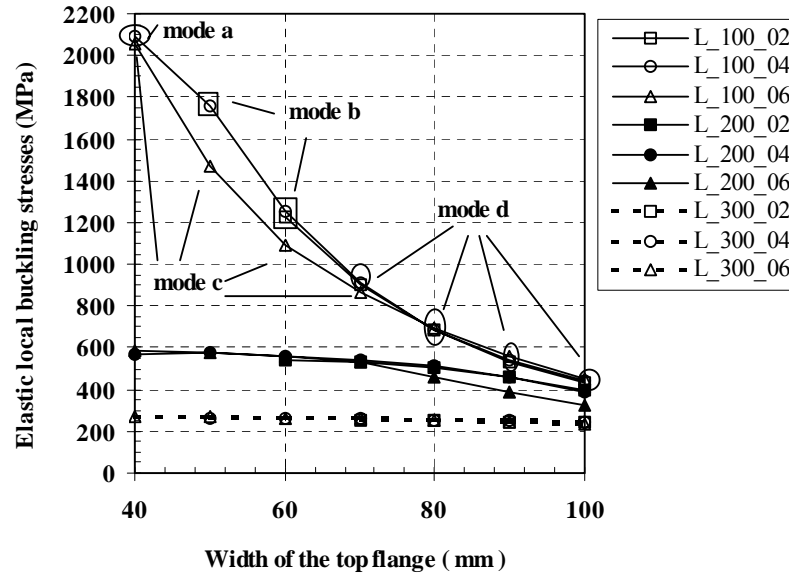 2200
2000
1800
1600
1400
1200
1000
800
600
400
200
0
40
60
80
100
Elastic local buckling stresses (MPa)
Width of the top flange ( mm )
mode a
mode b
mode c
mode d
L_100_02
L_100_04
L_100_06
L_200_02
L_200_04
L_200_06
L_300_02
L_300_04
L_300_06